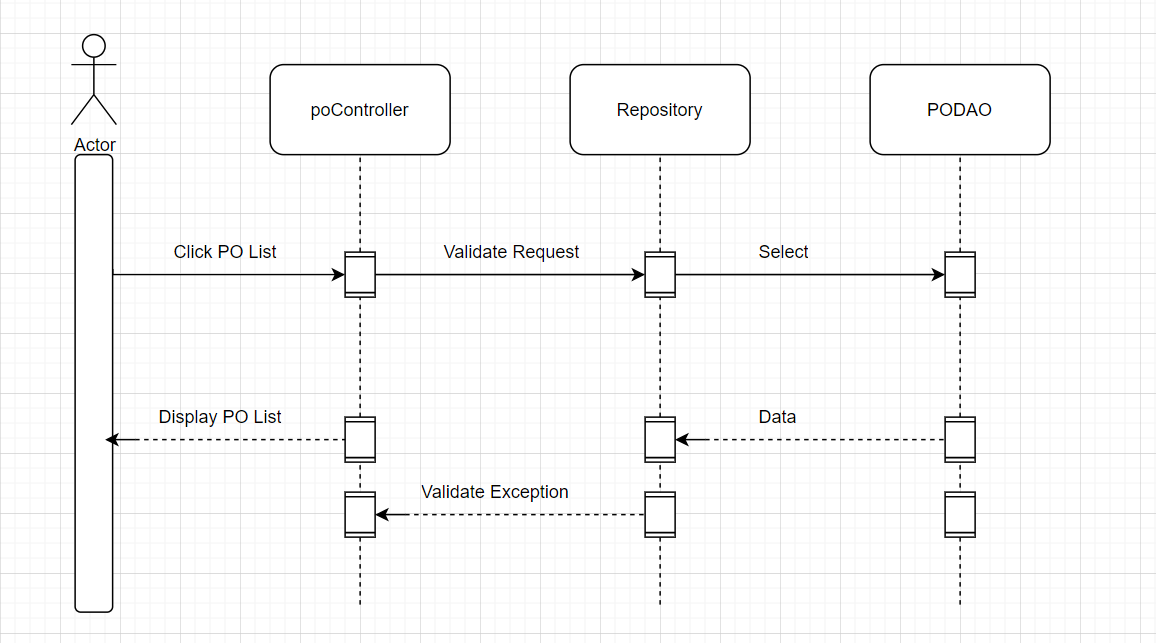 Actor
poController
Repository
PODAO
Click PO List
Validate Request
Select
Display PO List
Data
Validate Exception